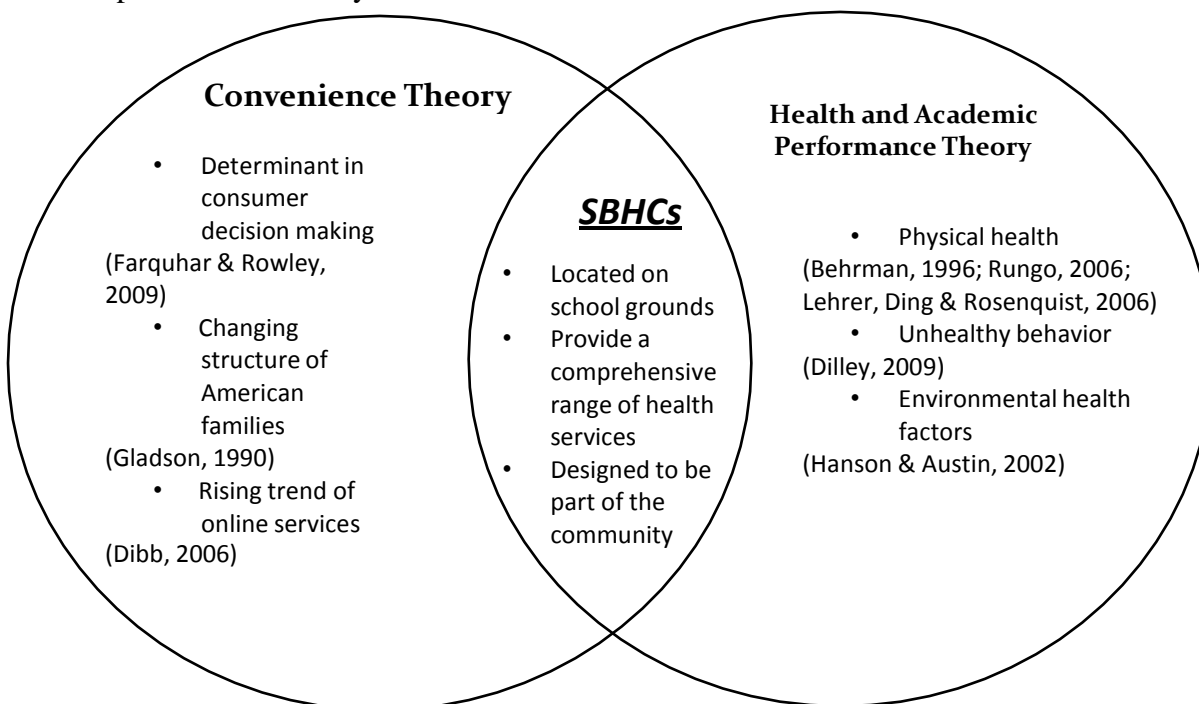 Convenience Theory
• Determinant in
consumer
decision making
(Farquhar & Rowley,
2009)
• Changing
structure of
American
families
(Gladson, 1990)
• Rising trend of
online services
(Dibb, 2006)
SBHCs
• Located on
school grounds
• Provide a
comprehensive
range of health
services
• Designed to be
part of the
community
Health and Academic
Performance Theory
• Physical health
(Behrman, 1996; Rungo, 2006;
Lehrer, Ding & Rosenquist, 2006)
• Unhealthy behavior
(Dilley, 2009)
• Environmental health
factors
(Hanson & Austin, 2002)